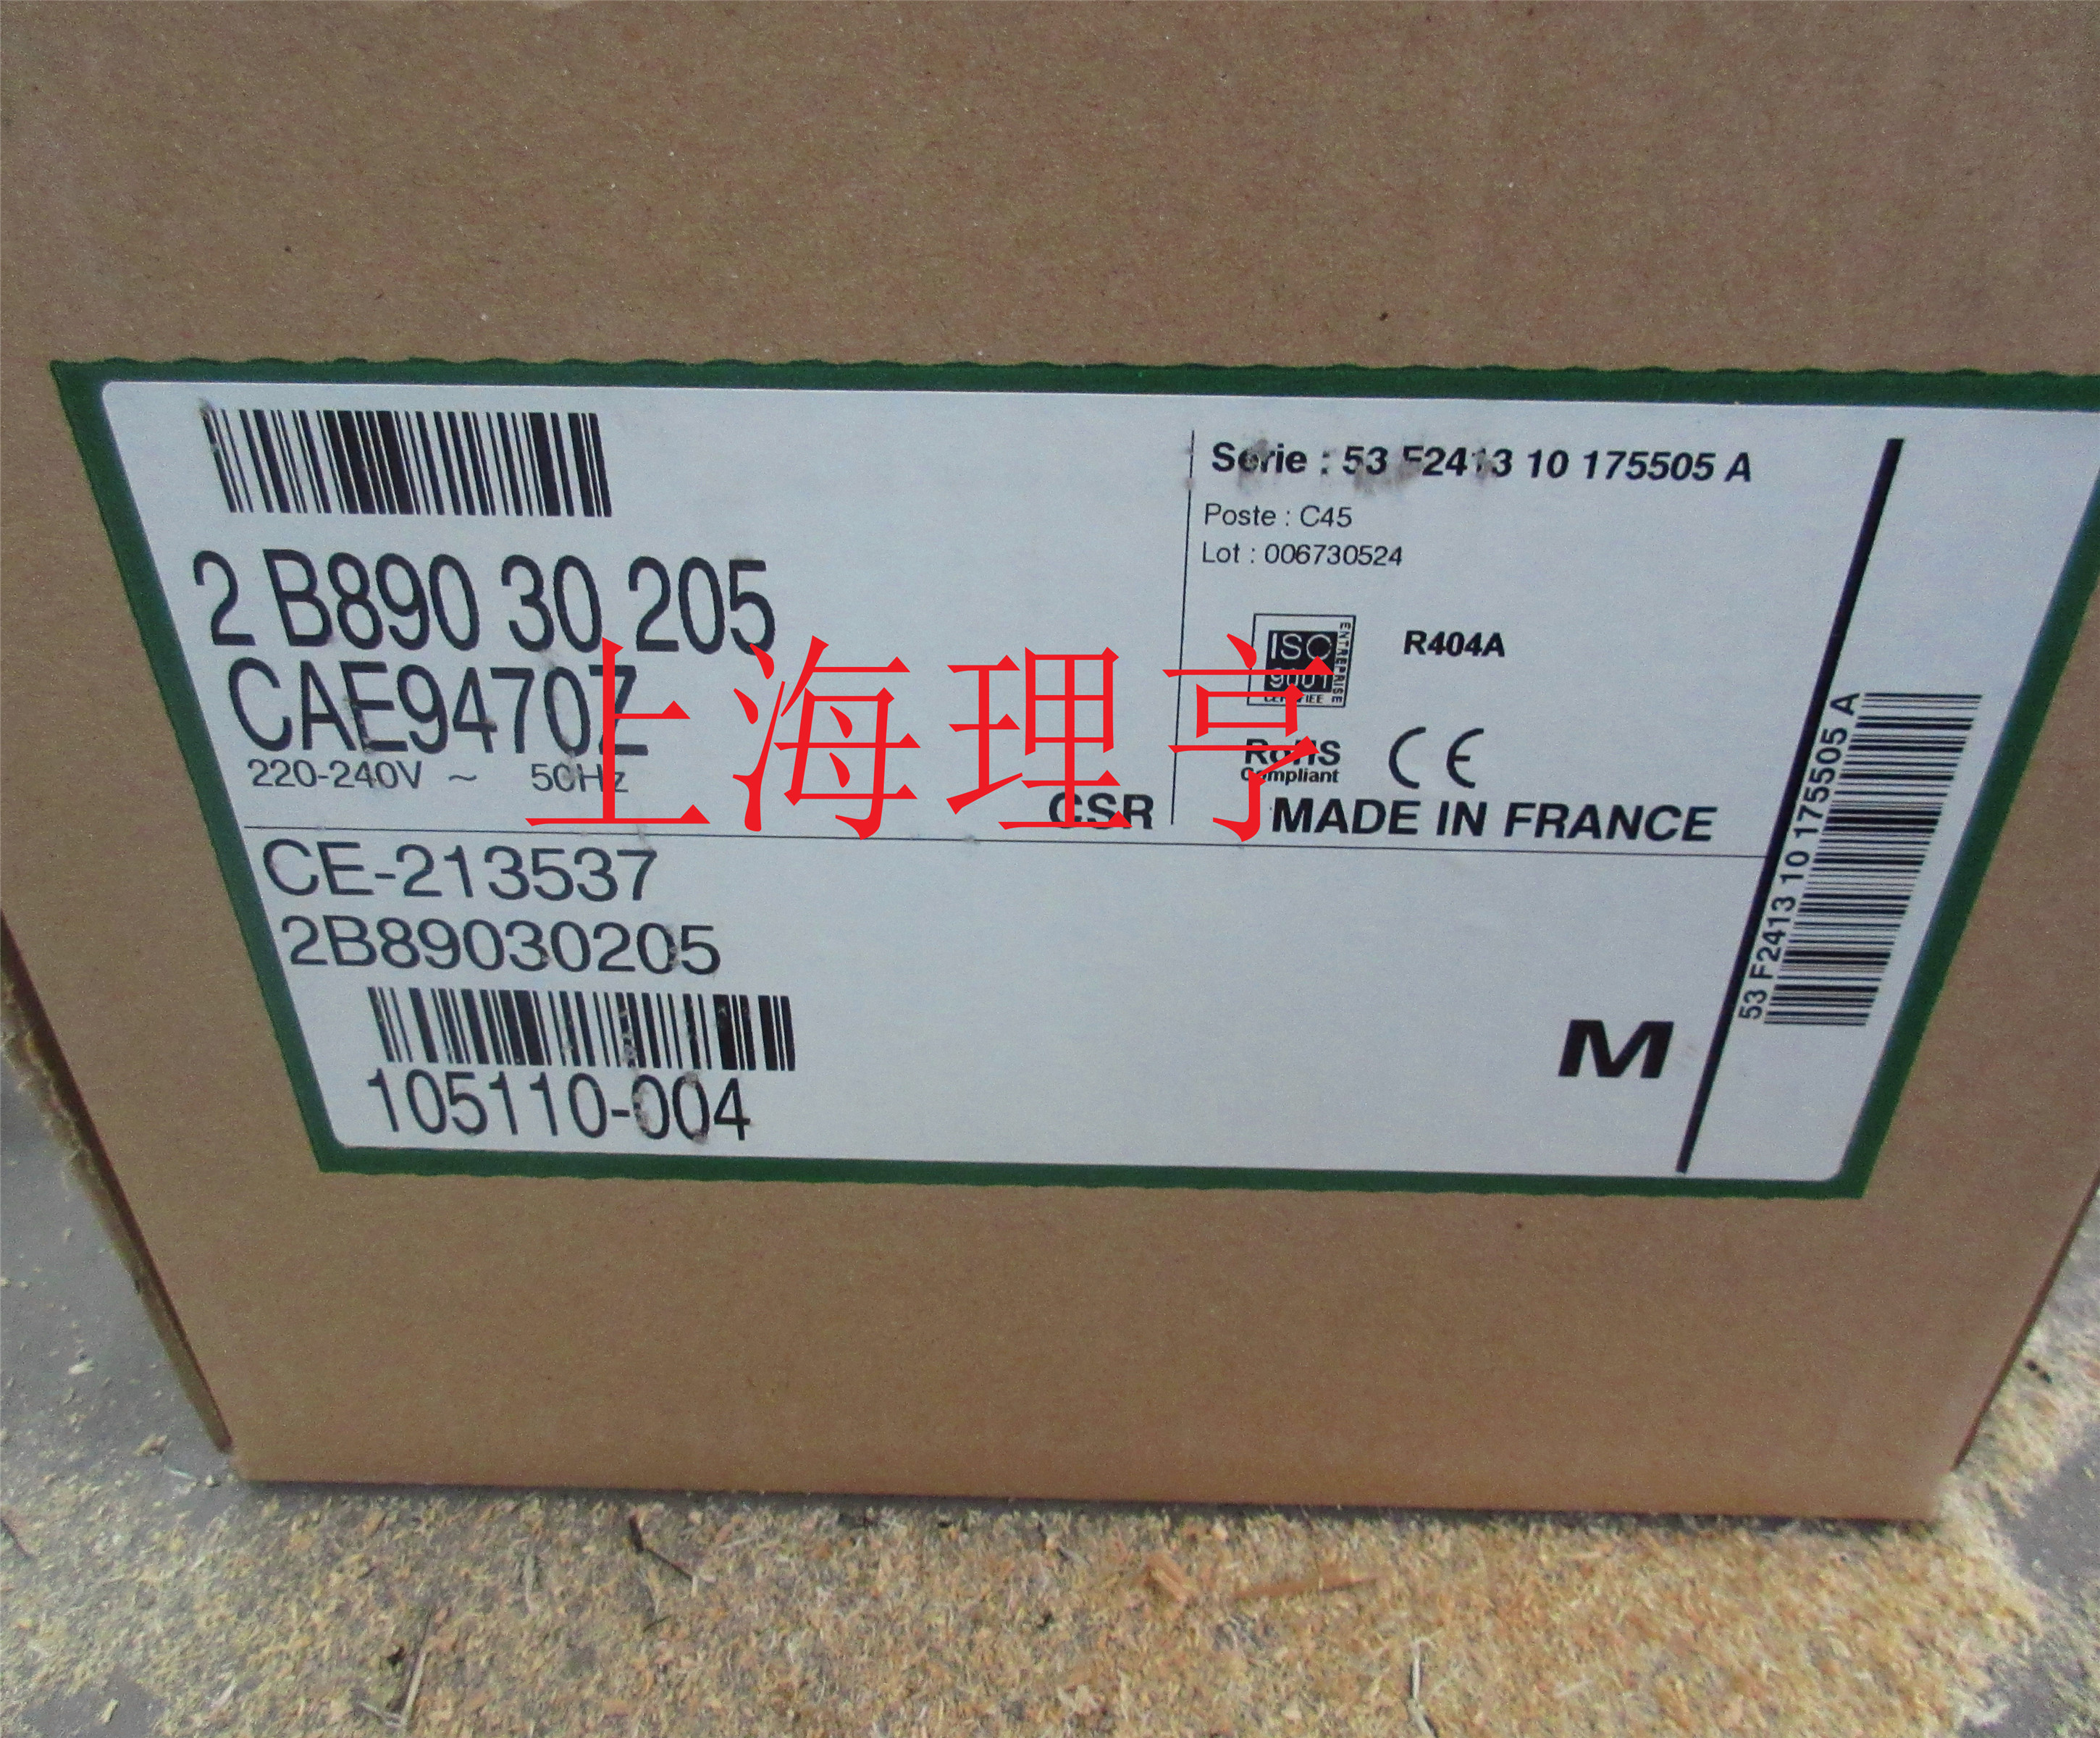 2 B890 30 205
CAE9470Z
220-240V ~ 50Hz
CSR
Serie : 53 F2413 10 175505 A
Poste : C45
Lot : 006730524
ISO
9001
CERTIFIEE
ENTREPRISE
R404A
RoHS
Compliant
CE
MADE IN FRANCE
上海理亨
CE-213537
2B89030205
105110-004
M
53 F2413 10 175505 A